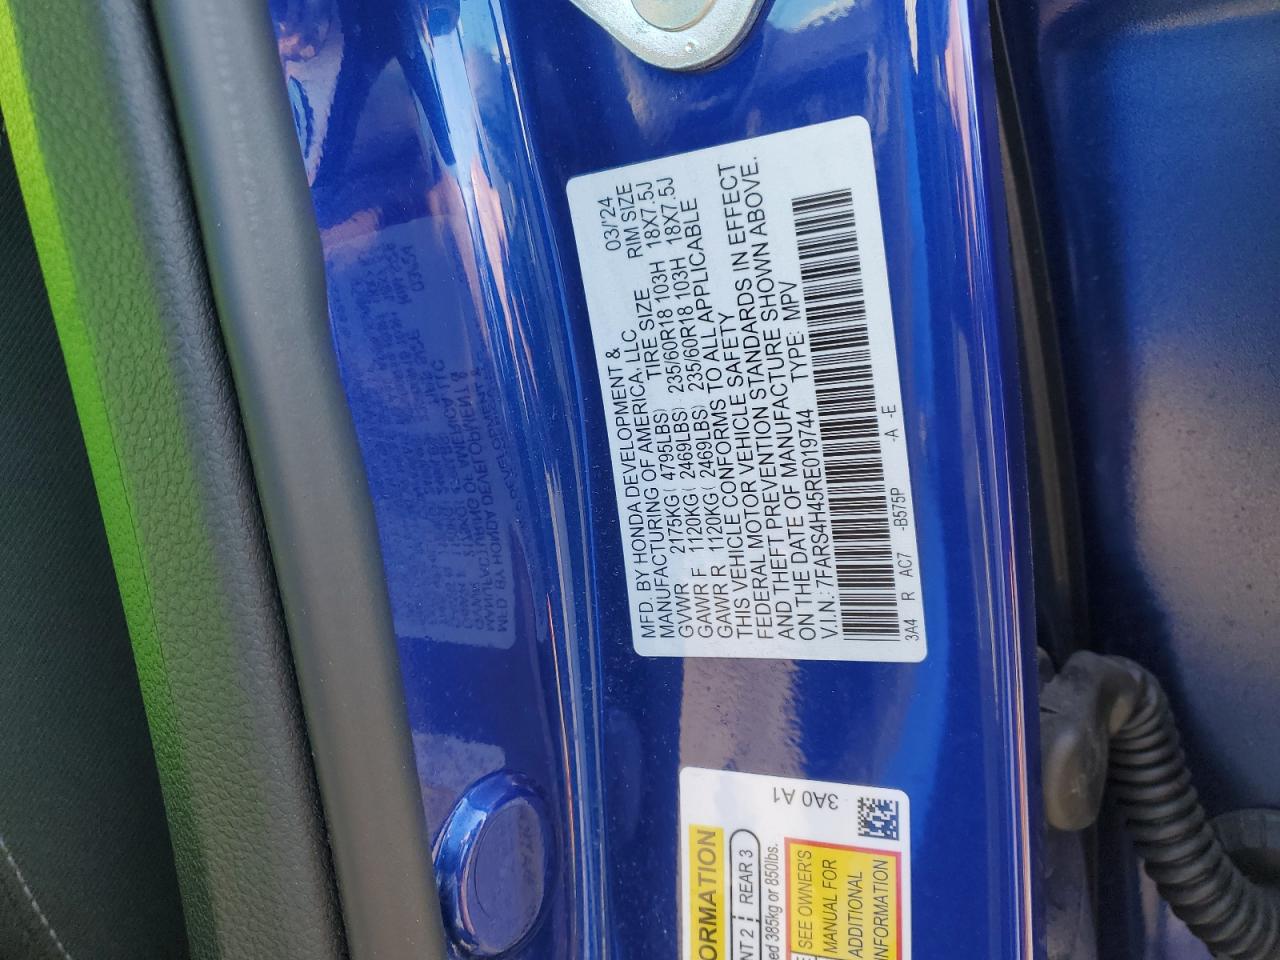 MFD. BY HONDA DEVELOPMENT &
MANUFACTURING OF AMERICA, LLC 03/'24
TIRE SIZE RIM SIZE
GVWR 2175KG( 4795LBS)
GAWR F 1120KG( 2469LBS) 235/60R18 103H 18X7.5J
GAWR R 1120KG( 2469LBS) 235/60R18 103H 18X7.5J
THIS VEHICLE CONFORMS TO ALL APPLICABLE
FEDERAL MOTOR VEHICLE SAFETY
AND THEFT PREVENTION STANDARDS IN EFFECT
ON THE DATE OF MANUFACTURE SHOWN ABOVE.
V.I.N.: 7FARS4H45RE019744 TYPE: MPV
3A4 R AC7 -B575P -A -E
3A0 A1
ORMATION
NT 2 REAR 3
ed 385kg or 850lbs.
SEE OWNER'S
MANUAL FOR
ADDITIONAL
INFORMATION